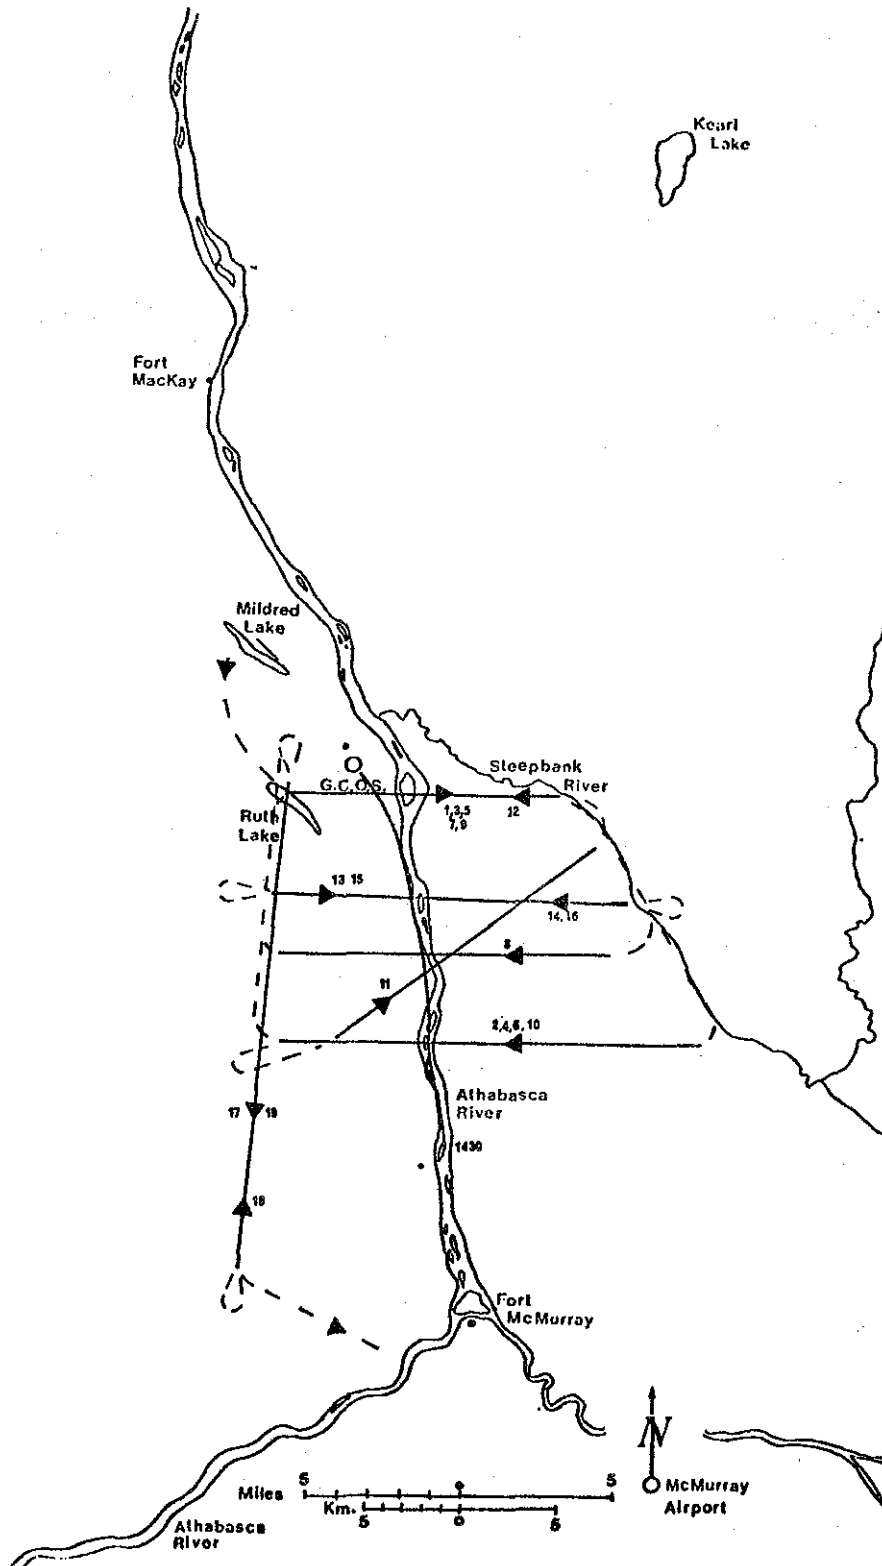 Kearl
Lake
Fort
MacKay
Mildred
Lake
Steepbank
River
G.C.O.S.
Ruth
Lake
1,3,5
7,9
12
13 15
14,16
8
11
2,4,6,10
Athabasca
River
17
19
1430
18
Fort
McMurray
N
5
5
Miles
Km.
5
0
5
McMurray
Airport
Athabasca
River